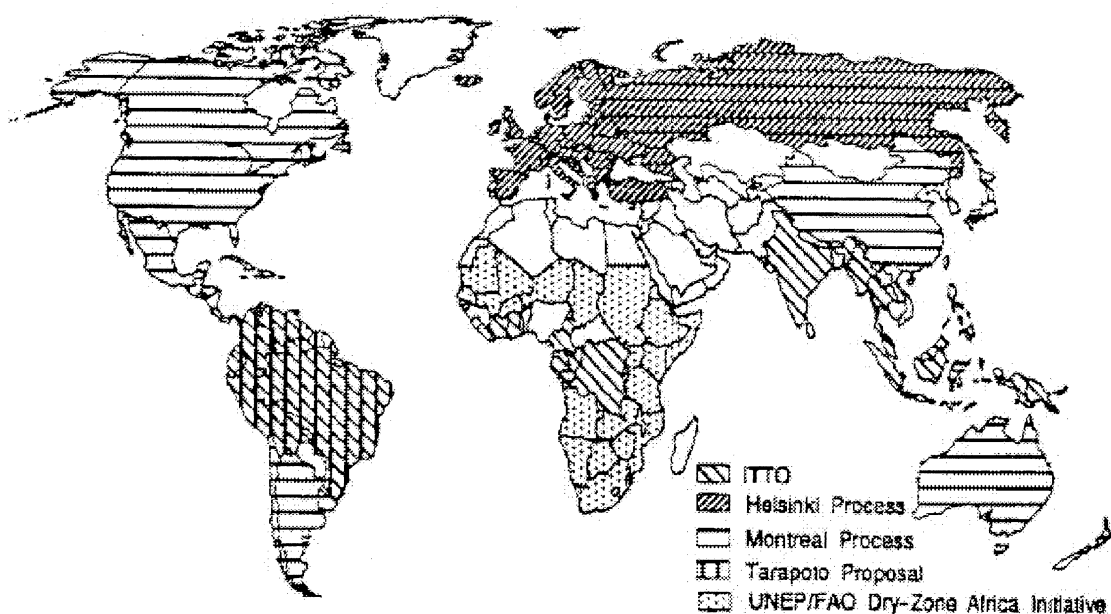 ITTO
Helsinki Process
Montreal Process
Tarapoto Proposal
UNEP/FAO Dry-Zone Africa Initiative